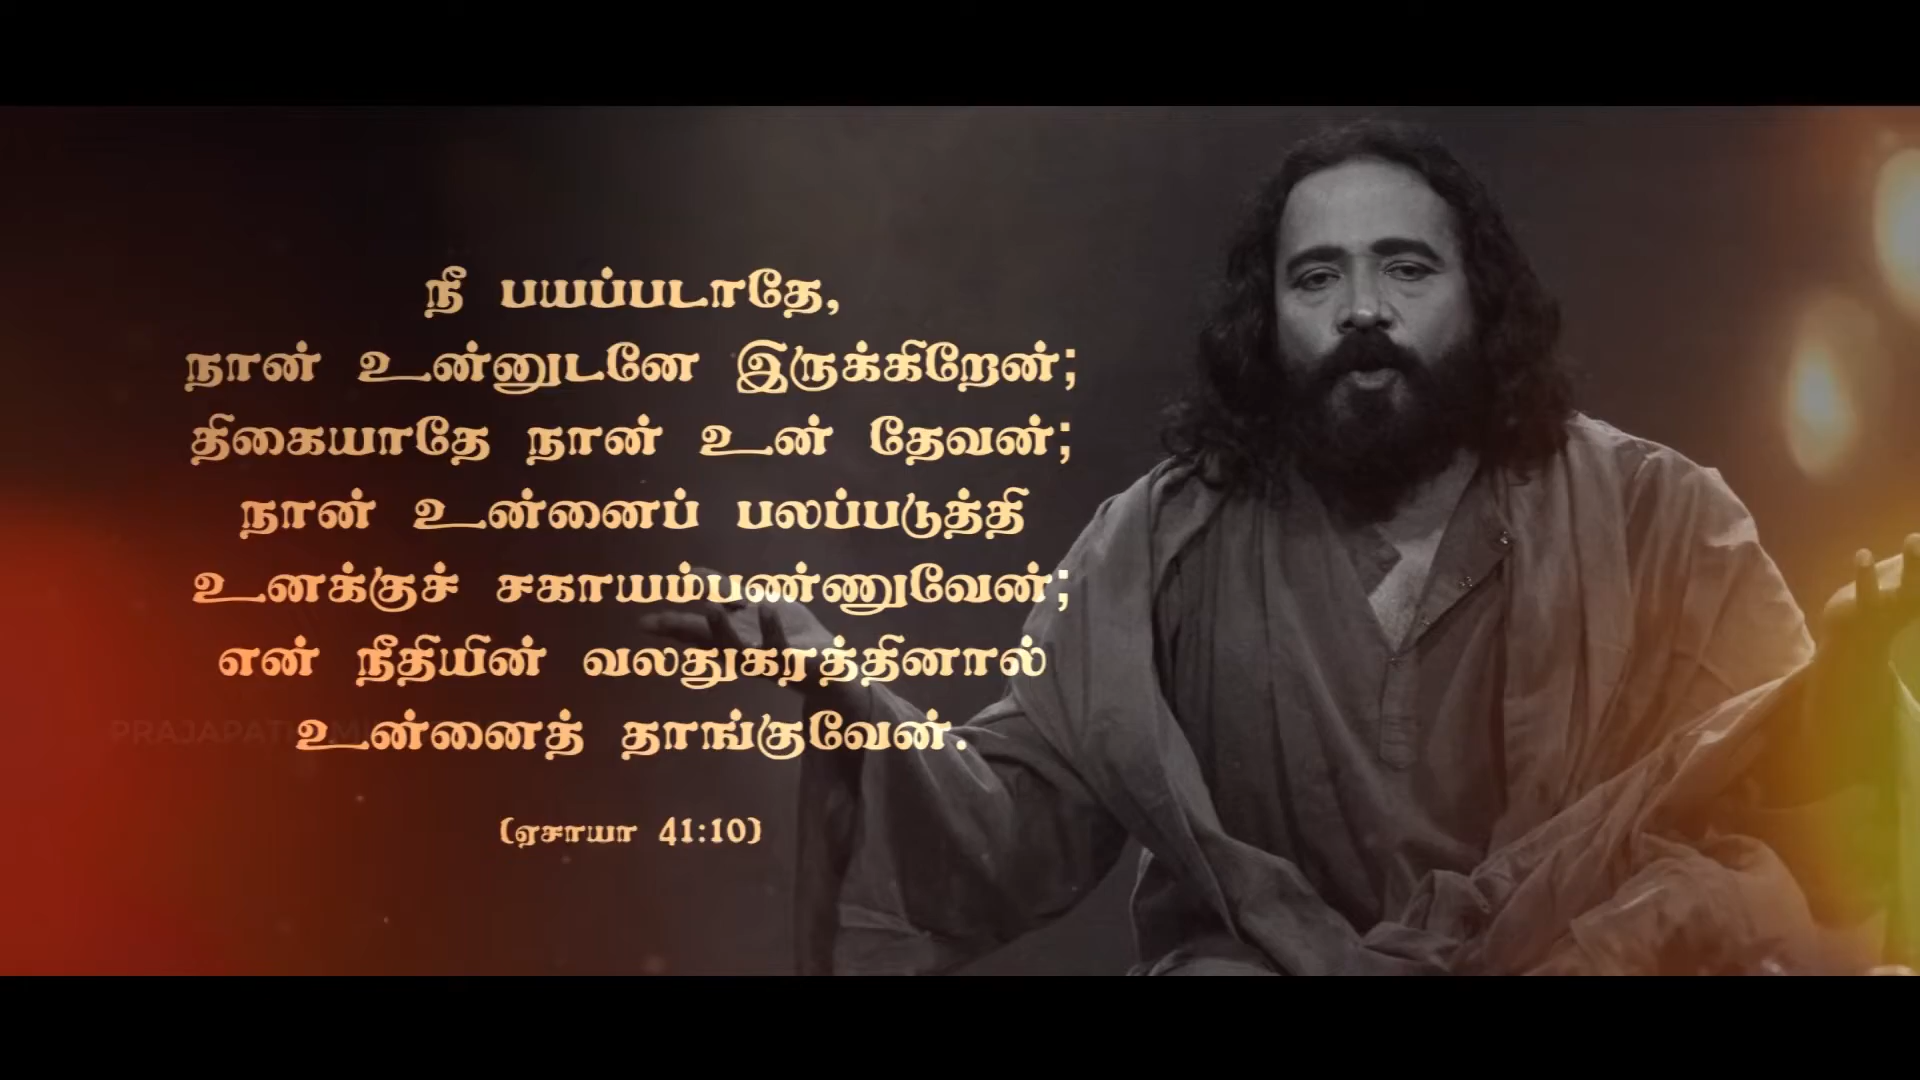 நீ பயப்படாதே,
நான் உன்னுடனே இருக்கிறேன்;
திகையாதே நான் உன் தேவன்;
நான் உன்னைப் பலப்படுத்தி
உனக்குச் சகாயம்பண்ணுவேன்;
என் நீதியின் வலதுகரத்தினால்
உன்னைத் தாங்குவேன்.
(ஏசாயா 41:10)